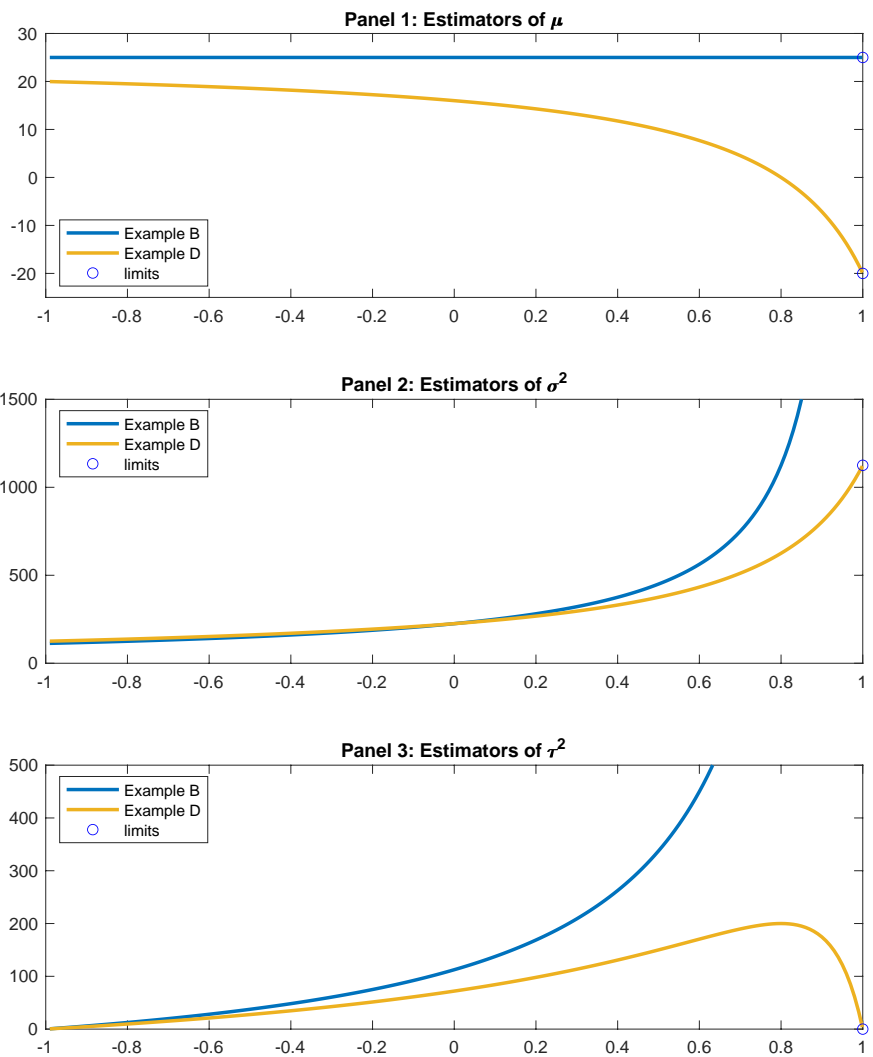 Panel 1: Estimators of μ
30
20
10
0
-10
-20
Example B
Example D
limits
-1 -0.8 -0.6 -0.4 -0.2 0 0.2 0.4 0.6 0.8 1
Panel 2: Estimators of σ²
1500
1000
500
0
Example B
Example D
limits
-1 -0.8 -0.6 -0.4 -0.2 0 0.2 0.4 0.6 0.8 1
Panel 3: Estimators of τ²
500
400
300
200
100
0
Example B
Example D
limits
-1 -0.8 -0.6 -0.4 -0.2 0 0.2 0.4 0.6 0.8 1